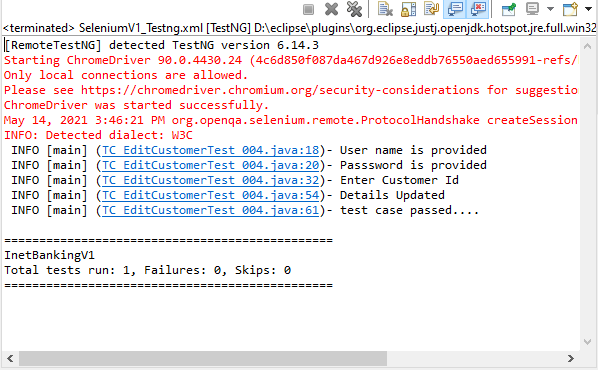 <terminated> SeleniumV1_Testng.xml [TestNG] D:\eclipse\plugins\org.eclipse.justj.openjdk.hotspot.jre.full.win32
[RemoteTestNG] detected TestNG version 6.14.3
Starting ChromeDriver 90.0.4430.24 (4c6d850f087da467d926e8eddb76550aed655991-refs/
Only local connections are allowed.
Please see https://chromedriver.chromium.org/security-considerations for suggestio
ChromeDriver was started successfully.
May 14, 2021 3:46:21 PM org.openqa.selenium.remote.ProtocolHandshake createSession
INFO: Detected dialect: W3C
INFO [main] (TC_EditCustomerTest_004.java:18)- User name is provided
INFO [main] (TC_EditCustomerTest_004.java:20)- Passsword is provided
INFO [main] (TC_EditCustomerTest_004.java:32)- Enter Customer Id
INFO [main] (TC_EditCustomerTest_004.java:54)- Details Updated
INFO [main] (TC_EditCustomerTest_004.java:61)- test case passed....
===============================================
InetBankingV1
Total tests run: 1, Failures: 0, Skips: 0
===============================================